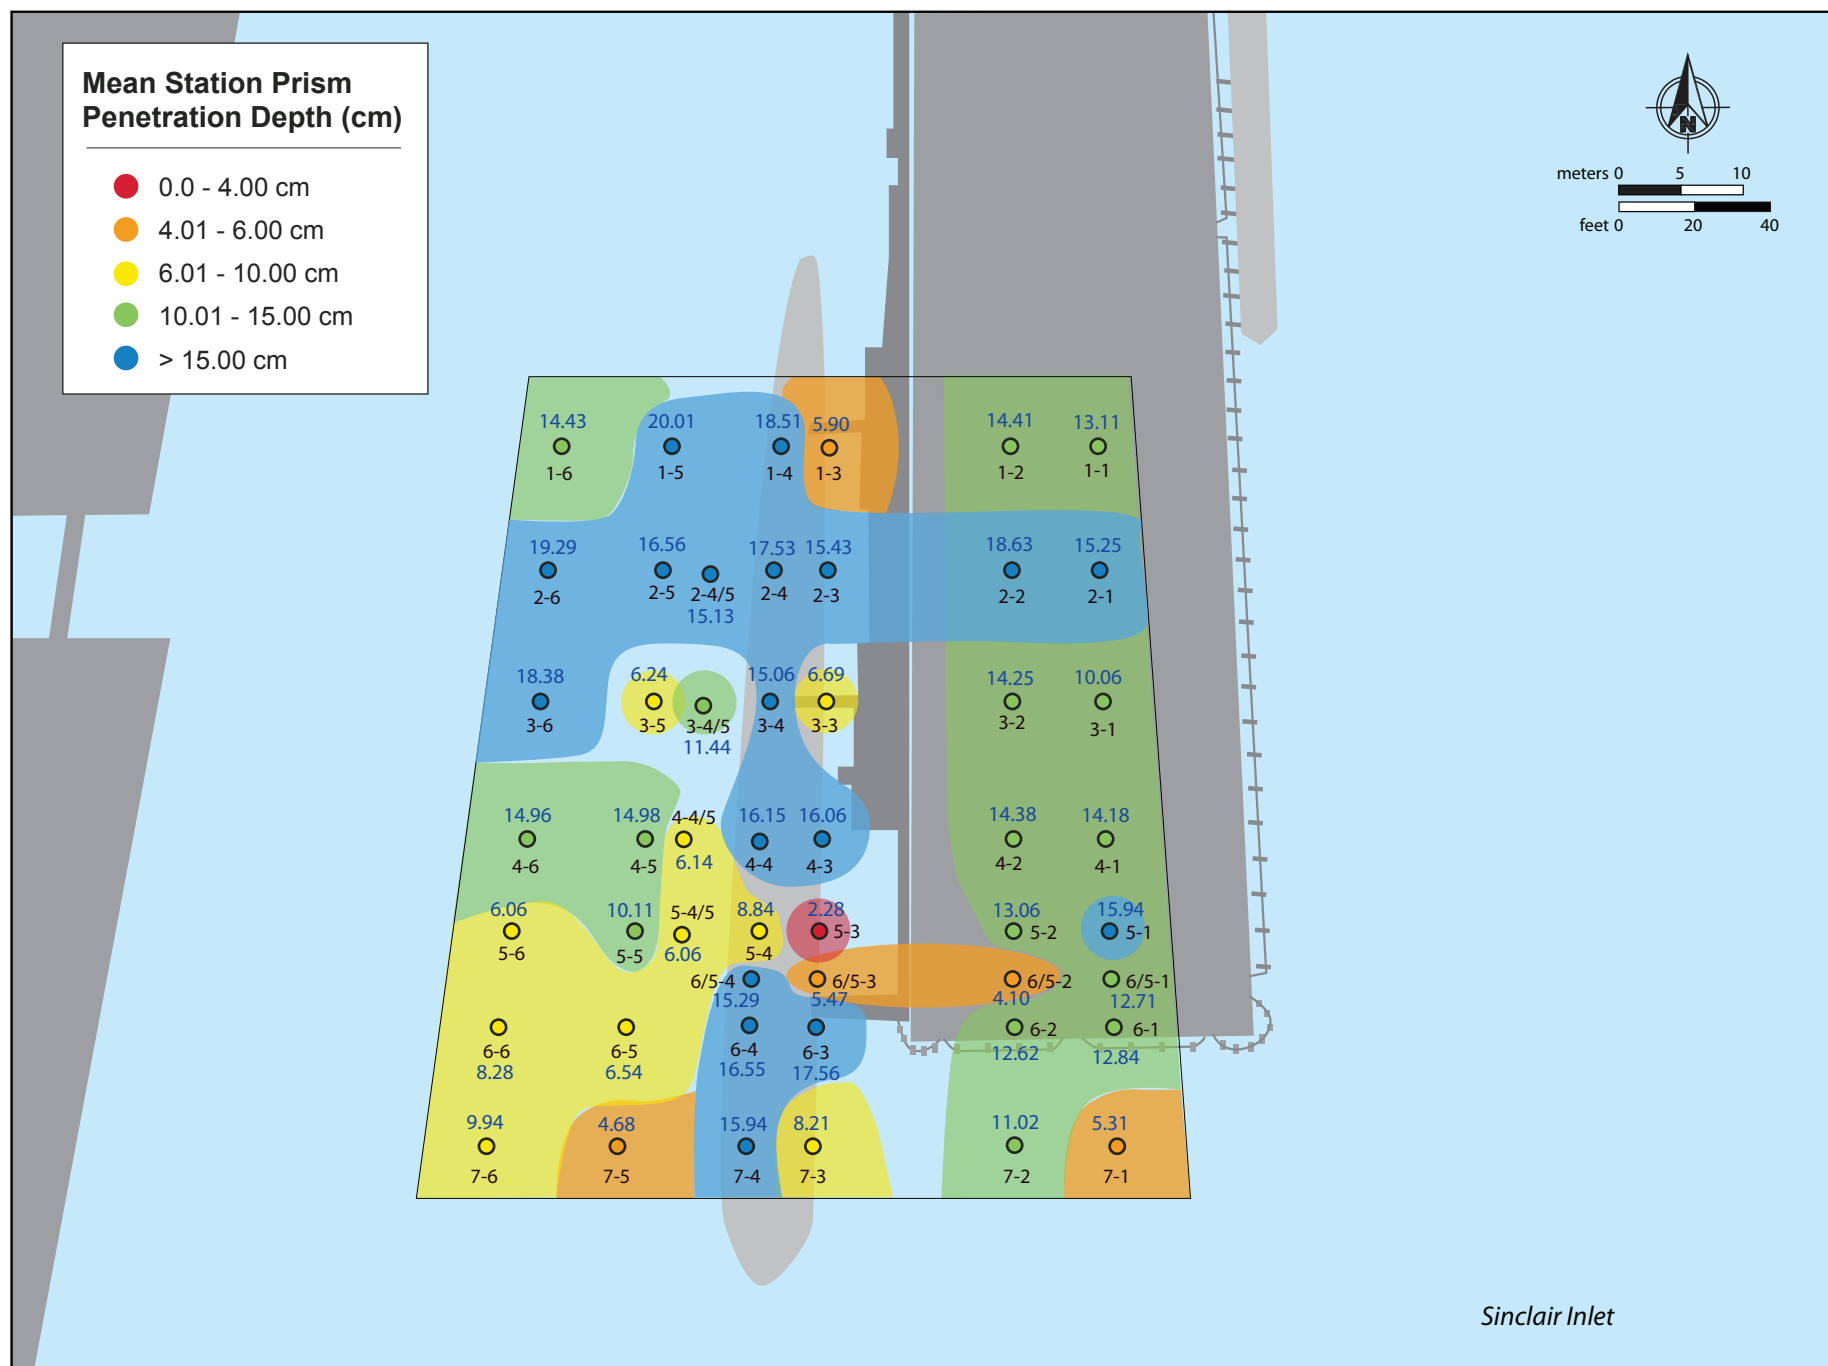 Mean Station Prism
Penetration Depth (cm)
0.0 - 4.00 cm
4.01 - 6.00 cm
6.01 - 10.00 cm
10.01 - 15.00 cm
> 15.00 cm
N
meters 0 5 10
feet 0 20 40
14.43 20.01 18.51 5.90 14.41 13.11
1-6 1-5 1-4 1-3 1-2 1-1
19.29 16.56 17.53 15.43 18.63 15.25
2-6 2-5 2-4/5 2-4 2-3 2-2 2-1
15.13
18.38 6.24 15.06 6.69 14.25 10.06
3-6 3-5 3-4/5 3-4 3-3 3-2 3-1
11.44
14.96 14.98 4-4/5 16.15 16.06 14.38 14.18
4-6 4-5 6.14 4-4 4-3 4-2 4-1
6.06 10.11 5-4/5 8.84 2.28 13.06 15.94
5-6 5-5 6.06 5-4 5-3 5-2 5-1
6/5-4 6/5-3 6/5-2 6/5-1
15.29 5.47 4.10 12.71
6-6 6-5 6-4 6-3 6-2 6-1
8.28 6.54 16.55 17.56 12.62 12.84
9.94 4.68 15.94 8.21 11.02 5.31
7-6 7-5 7-4 7-3 7-2 7-1
Sinclair Inlet